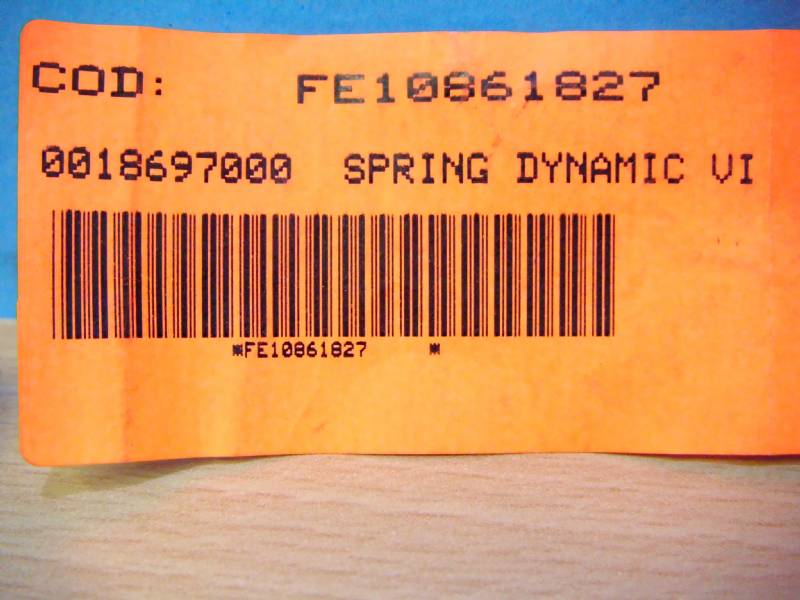 COD: FE10861827
0018697000 SPRING DYNAMIC VI
*FE10861827 *